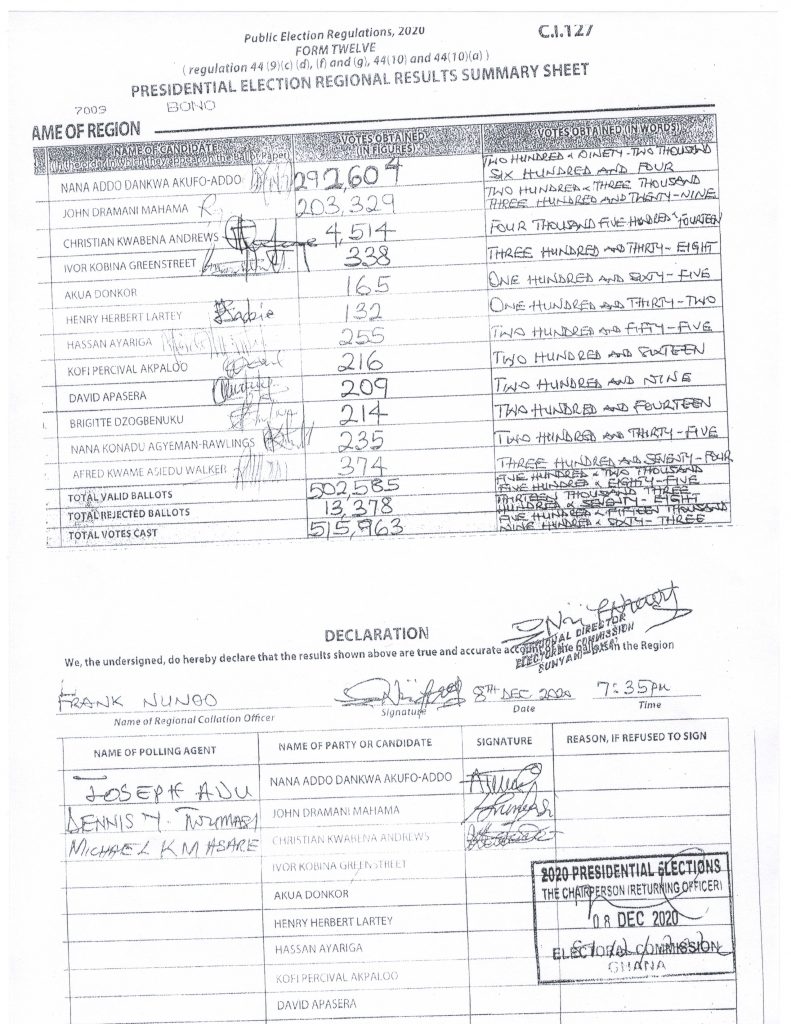 Public Election Regulations, 2020
C.I.127
FORM TWELVE
( regulation 44 (9)(c) (d), (f) and (g), 44(10) and 44(10)(a) )
PRESIDENTIAL ELECTION REGIONAL RESULTS SUMMARY SHEET
7009 BONO
AME OF REGION
NAME OF CANDIDATE VOTES OBTAINED (IN FIGURES) VOTES OBTAINED (IN WORDS)
(in the order in which they appear on the Ballot Paper)
NANA ADDO DANKWA AKUFO-ADDO 292,604 TWO HUNDRED & NINETY-TWO THOUSAND SIX HUNDRED AND FOUR
JOHN DRAMANI MAHAMA 203,329 TWO HUNDRED & THREE THOUSAND THREE HUNDRED AND TWENTY-NINE
CHRISTIAN KWABENA ANDREWS 4,514 FOUR THOUSAND FIVE HUNDRED & FOURTEEN
IVOR KOBINA GREENSTREET 338 THREE HUNDRED AND THIRTY-EIGHT
AKUA DONKOR 165 ONE HUNDRED AND SIXTY-FIVE
HENRY HERBERT LARTEY 132 ONE HUNDRED AND THIRTY-TWO
HASSAN AYARIGA 255 TWO HUNDRED AND FIFTY-FIVE
KOFI PERCIVAL AKPALOO 216 TWO HUNDRED AND SIXTEEN
DAVID APASERA 209 TWO HUNDRED AND NINE
BRIGITTE DZOGBENUKU 214 TWO HUNDRED AND FOURTEEN
NANA KONADU AGYEMAN-RAWLINGS 235 TWO HUNDRED AND THIRTY-FIVE
AFRED KWAME ASIEDU WALKER 374 THREE HUNDRED AND SEVENTY-FOUR
TOTAL VALID BALLOTS 502,585 FIVE HUNDRED & TWO THOUSAND FIVE HUNDRED & EIGHTY-FIVE
TOTAL REJECTED BALLOTS 13,378 THIRTEEN THOUSAND THREE HUNDRED & SEVENTY-EIGHT
TOTAL VOTES CAST 515,963 FIVE HUNDRED & FIFTEEN THOUSAND NINE HUNDRED & SIXTY-THREE
DECLARATION
REGIONAL DIRECTOR
ELECTORAL COMMISSION
SUNYANI
We, the undersigned, do hereby declare that the results shown above are true and accurate account of the ballots in the Region
FRANK NUNOO 8TH DEC 2020 7:35PM
Name of Regional Collation Officer Signature Date Time
NAME OF POLLING AGENT NAME OF PARTY OR CANDIDATE SIGNATURE REASON, IF REFUSED TO SIGN
JOSEPH ADU NANA ADDO DANKWA AKUFO-ADDO
DENNIS Y. JOHN DRAMANI MAHAMA
MICHAEL K M ASARE CHRISTIAN KWABENA ANDREWS
IVOR KOBINA GREENSTREET
AKUA DONKOR
HENRY HERBERT LARTEY
HASSAN AYARIGA
KOFI PERCIVAL AKPALOO
DAVID APASERA
2020 PRESIDENTIAL ELECTIONS
THE CHAIRPERSON (RETURNING OFFICER)
08 DEC 2020
ELECTORAL COMMISSION
GHANA